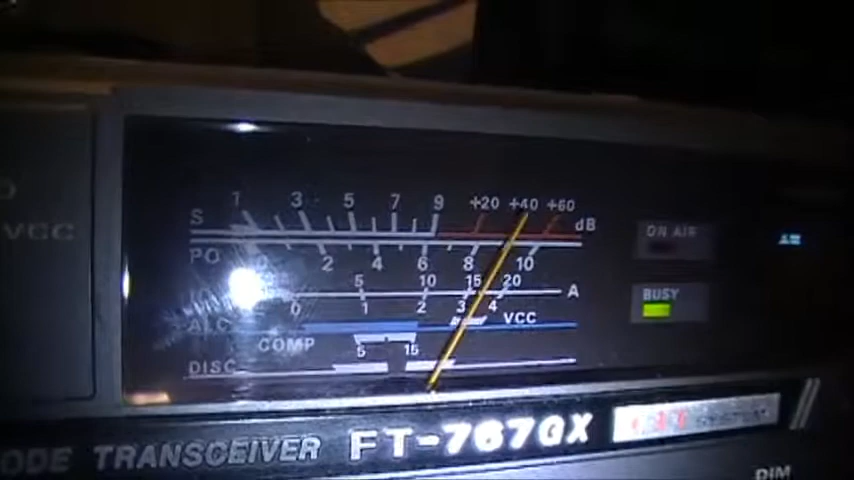 1 3 5 7 9 +20 +40 +60
S dB
VCC
PO 2 4 6 8 10
5 10 15 20
A
0 1 2 3 4
ALC VCC
COMP
5 15
DISC
ON AIR
BUSY
TRANSCEIVER FT-767GX
DIM